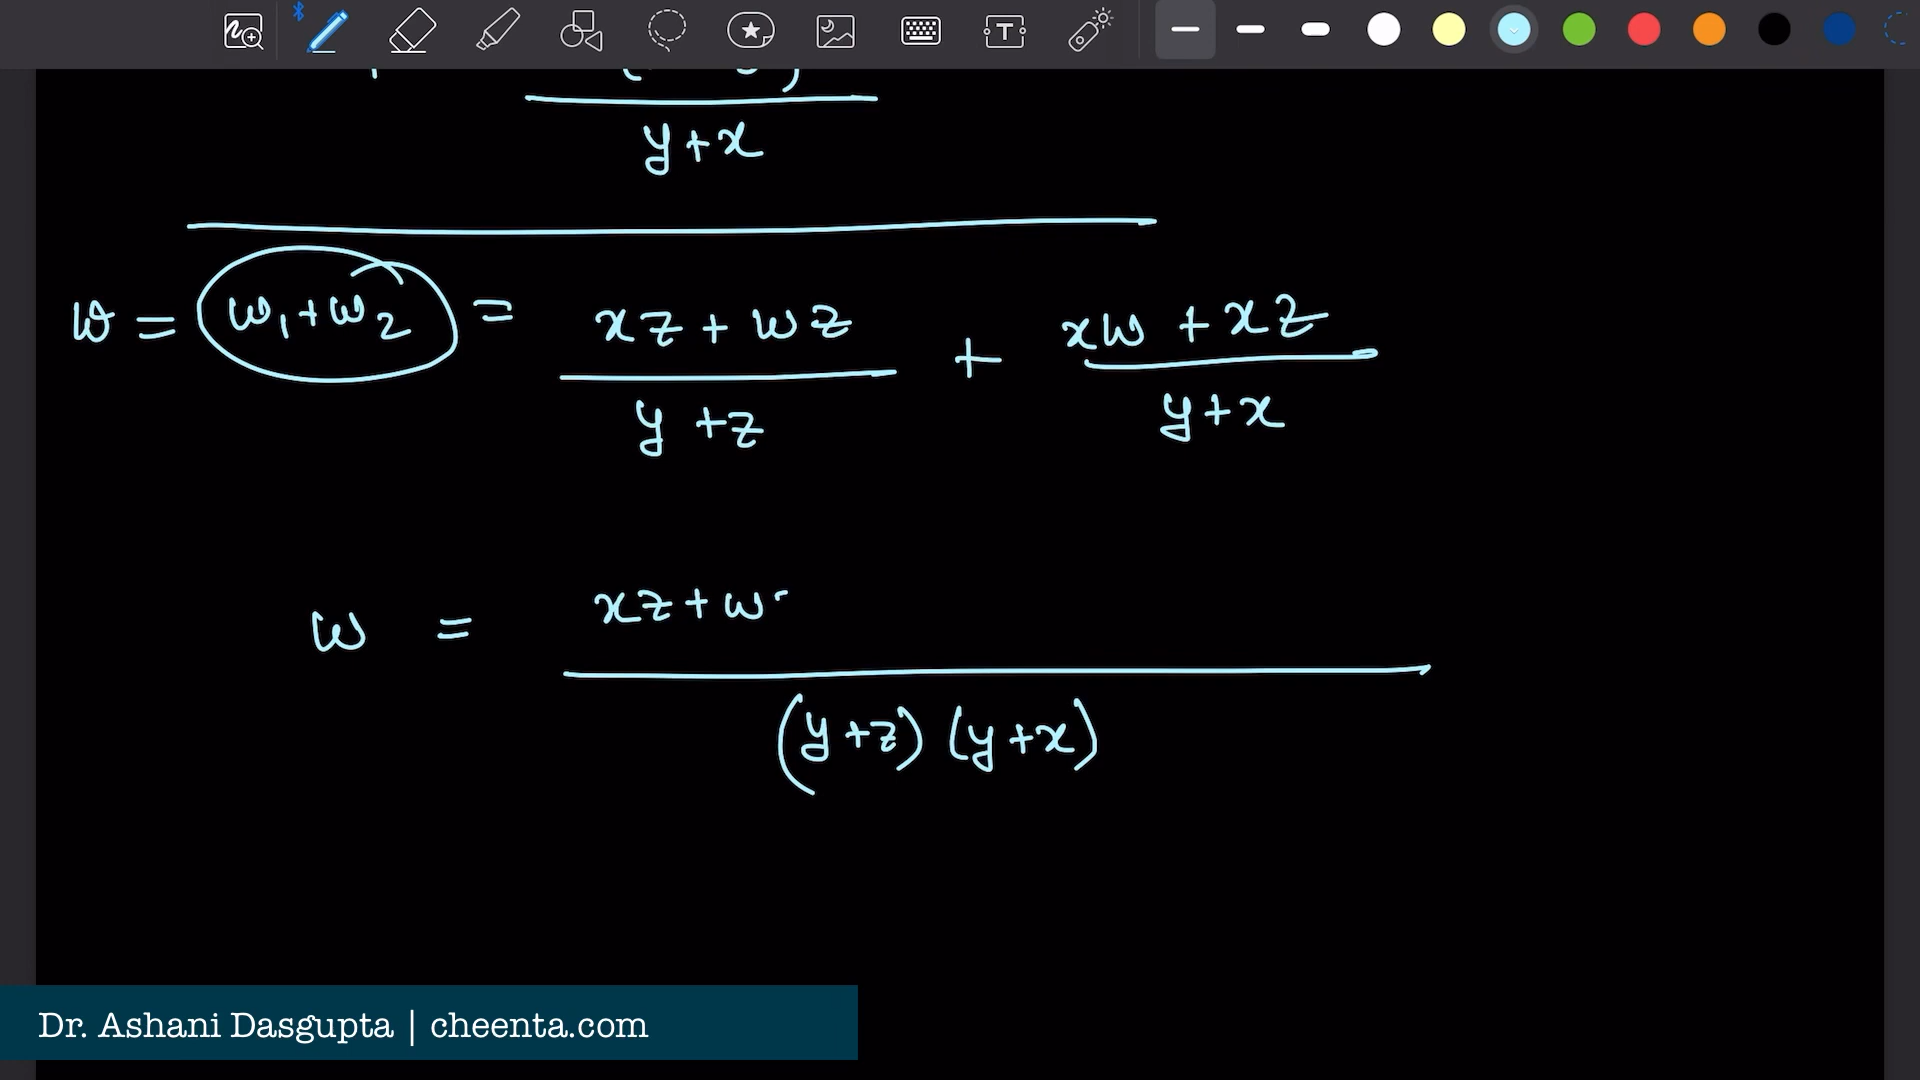 y+x
w = w₁+w₂ = xz + wz / y+z + xw + xz / y+x
w = xz + w
(y+z) (y+x)
Dr. Ashani Dasgupta | cheenta.com